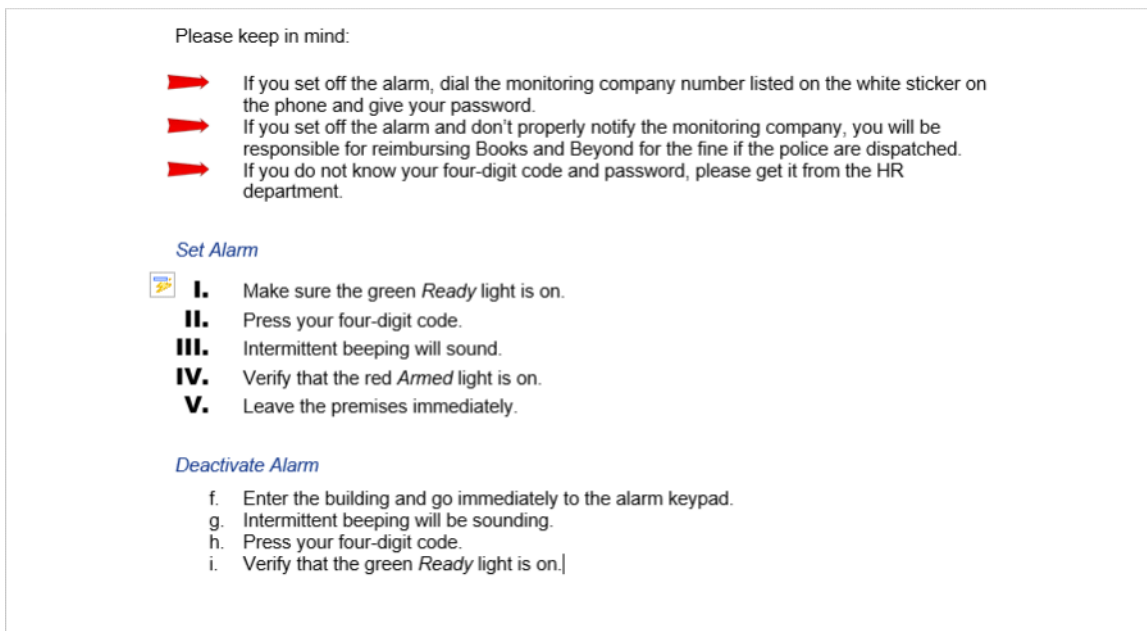 Please keep in mind:
If you set off the alarm, dial the monitoring company number listed on the white sticker on
the phone and give your password.
If you set off the alarm and don't properly notify the monitoring company, you will be
responsible for reimbursing Books and Beyond for the fine if the police are dispatched.
If you do not know your four-digit code and password, please get it from the HR
department.
Set Alarm
I. Make sure the green Ready light is on.
II. Press your four-digit code.
III. Intermittent beeping will sound.
IV. Verify that the red Armed light is on.
V. Leave the premises immediately.
Deactivate Alarm
f. Enter the building and go immediately to the alarm keypad.
g. Intermittent beeping will be sounding.
h. Press your four-digit code.
i. Verify that the green Ready light is on.